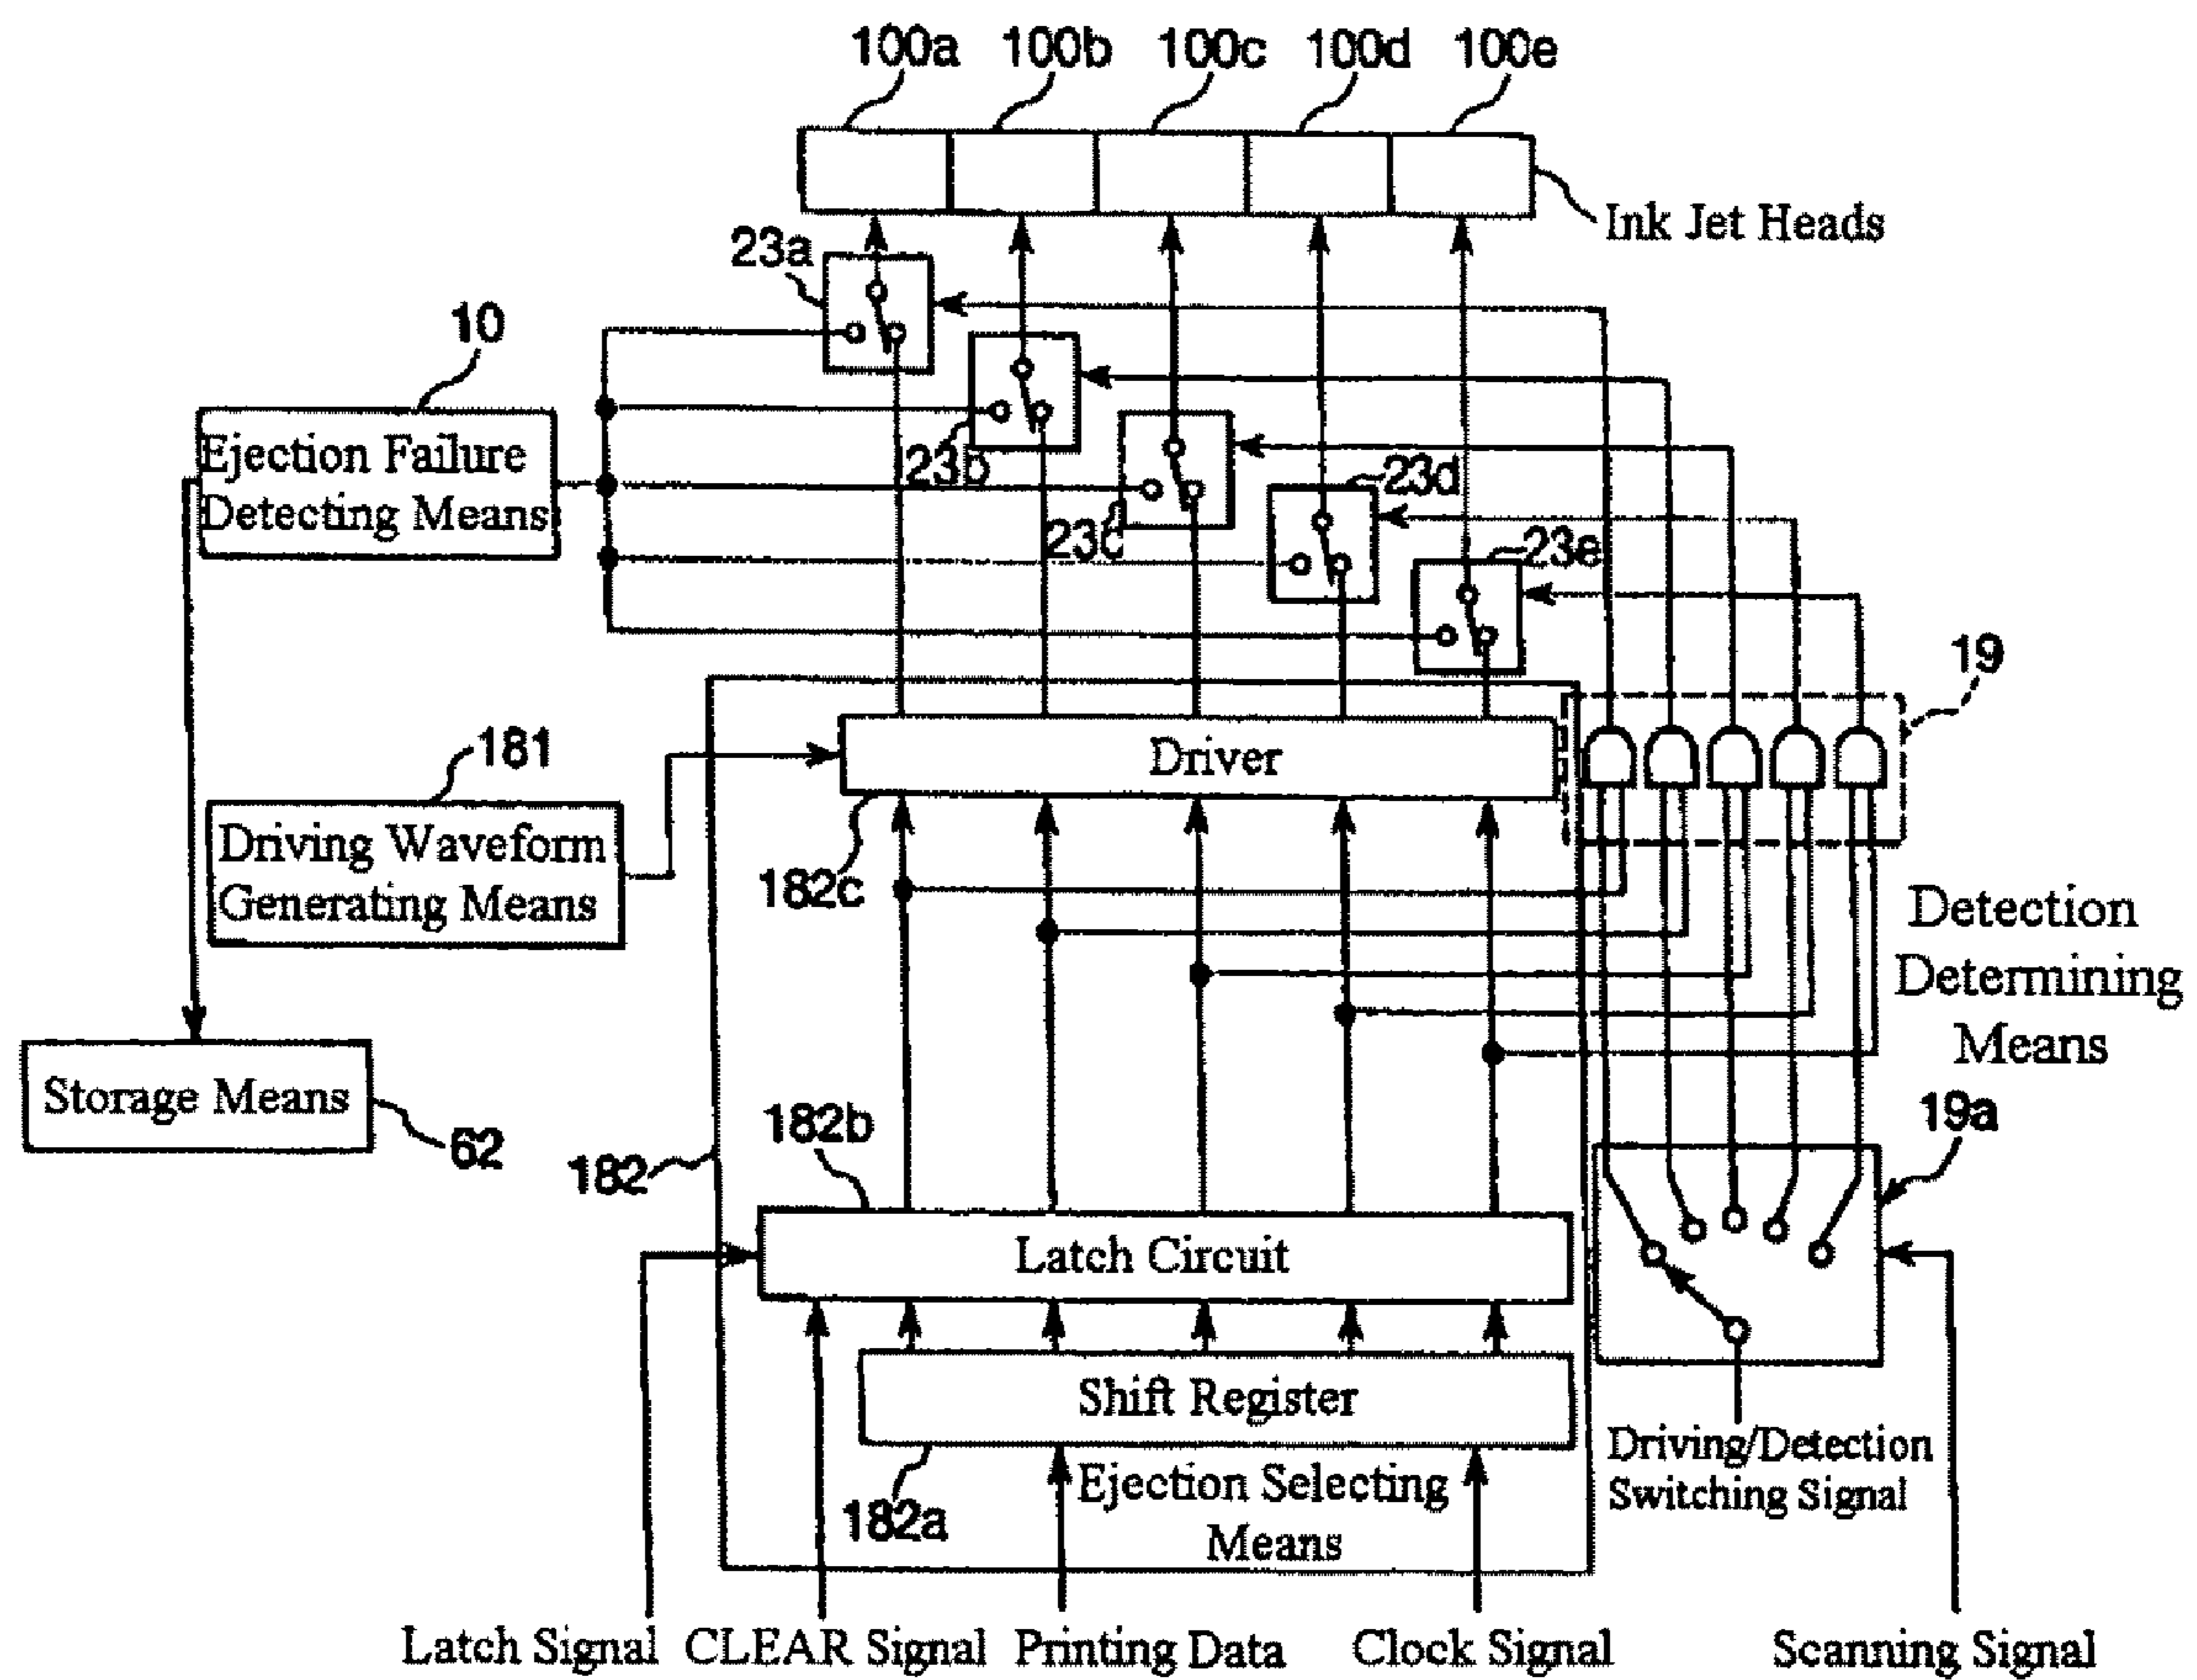 100a 100b 100c 100d 100e
Ink Jet Heads
23a
10
Ejection Failure
Detecting Means
23b
23c
23d
23e
19
181
Driver
Driving Waveform
Generating Means
182c
Detection
Determining
Means
Storage Means
62
182b
19a
182
Latch Circuit
Shift Register
182a
Ejection Selecting
Means
Driving/Detection
Switching Signal
Latch Signal CLEAR Signal Printing Data Clock Signal Scanning Signal